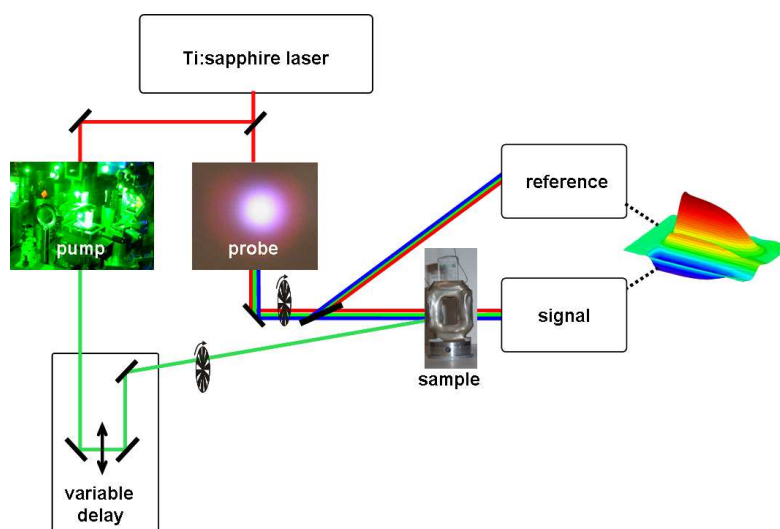 Ti:sapphire laser
reference
pump
probe
signal
sample
variable
delay